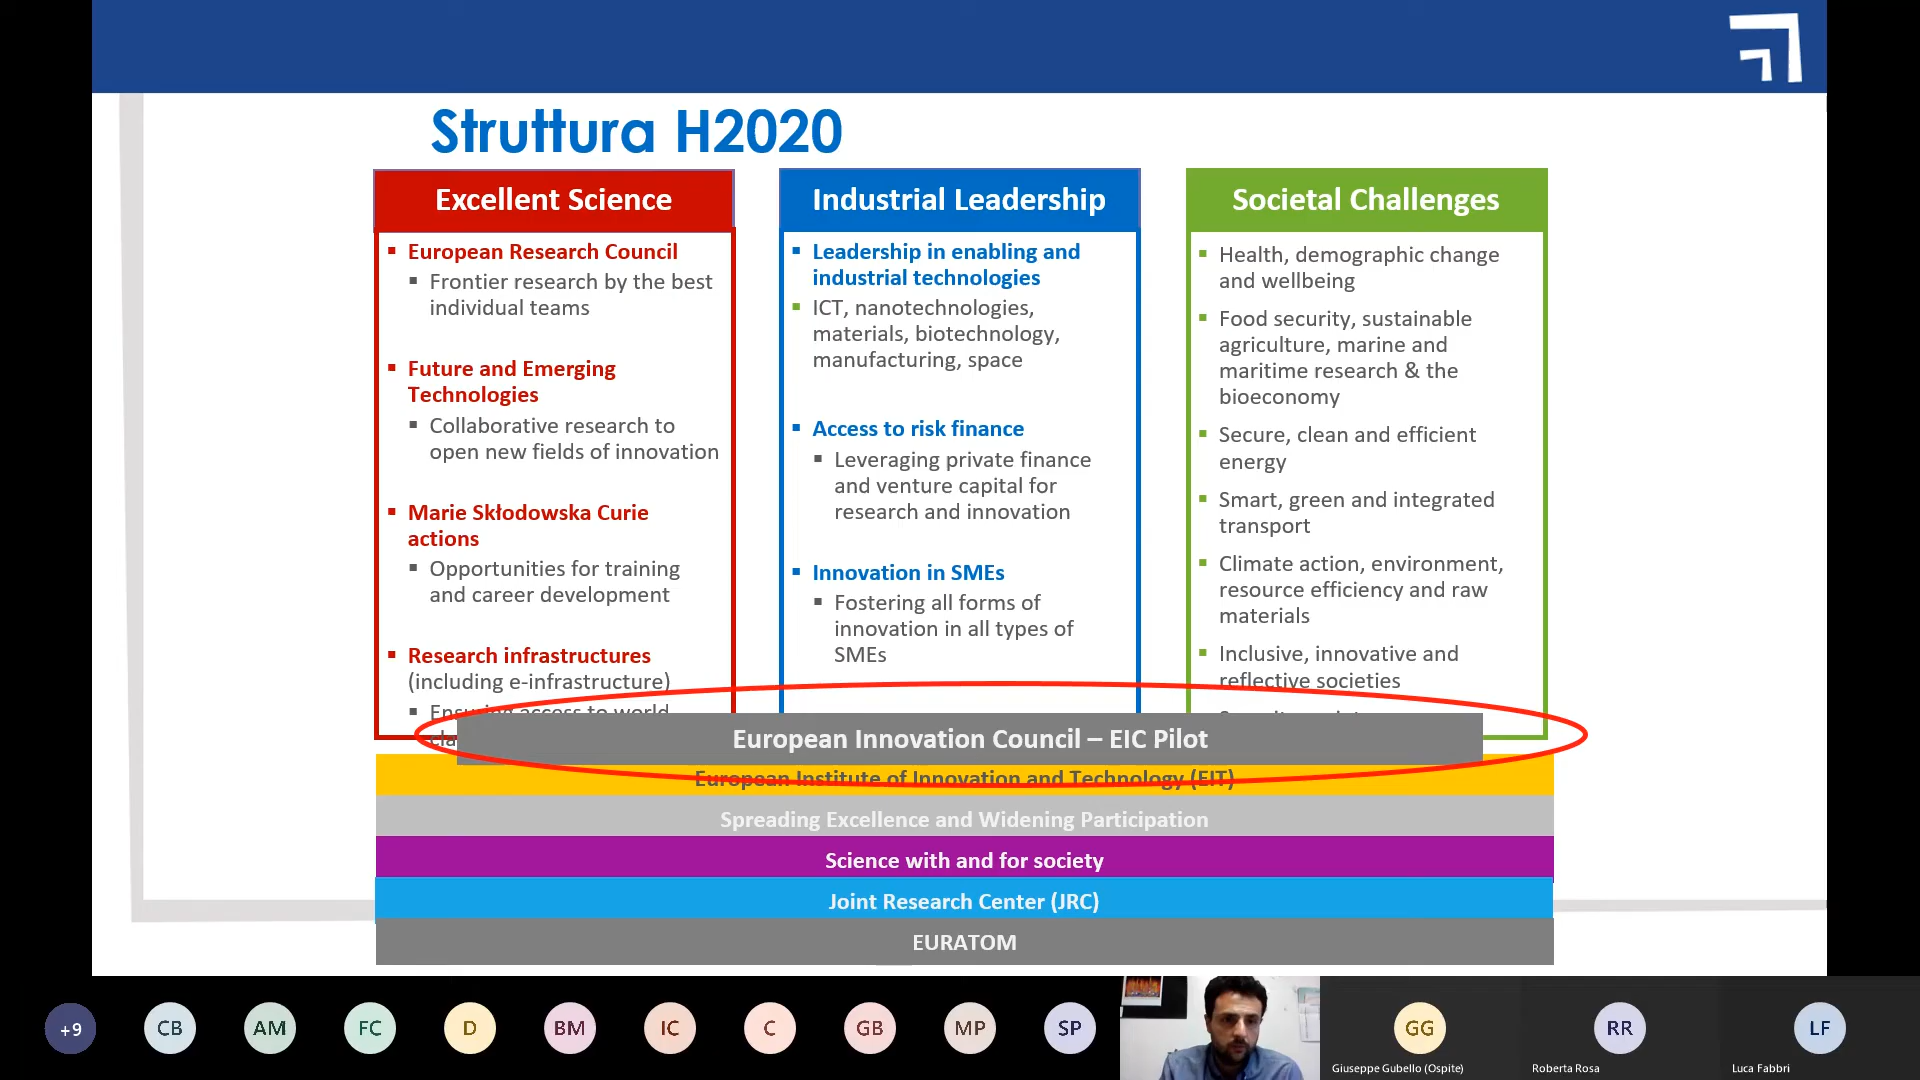 Struttura H2020
Excellent Science
European Research Council
Frontier research by the best
individual teams
Future and Emerging
Technologies
Collaborative research to
open new fields of innovation
Marie Skłodowska Curie
actions
Opportunities for training
and career development
Research infrastructures
(including e-infrastructure)
Ensuring access to world
Industrial Leadership
Leadership in enabling and
industrial technologies
ICT, nanotechnologies,
materials, biotechnology,
manufacturing, space
Access to risk finance
Leveraging private finance
and venture capital for
research and innovation
Innovation in SMEs
Fostering all forms of
innovation in all types of
SMEs
Societal Challenges
Health, demographic change
and wellbeing
Food security, sustainable
agriculture, marine and
maritime research & the
bioeconomy
Secure, clean and efficient
energy
Smart, green and integrated
transport
Climate action, environment,
resource efficiency and raw
materials
Inclusive, innovative and
reflective societies
European Innovation Council – EIC Pilot
European Institute of Innovation and Technology (EIT)
Spreading Excellence and Widening Participation
Science with and for society
Joint Research Center (JRC)
EURATOM
+9
CB
AM
FC
D
BM
IC
C
GB
MP
SP
GG
RR
LF
Giuseppe Gubello (Ospite)
Roberta Rosa
Luca Fabbri